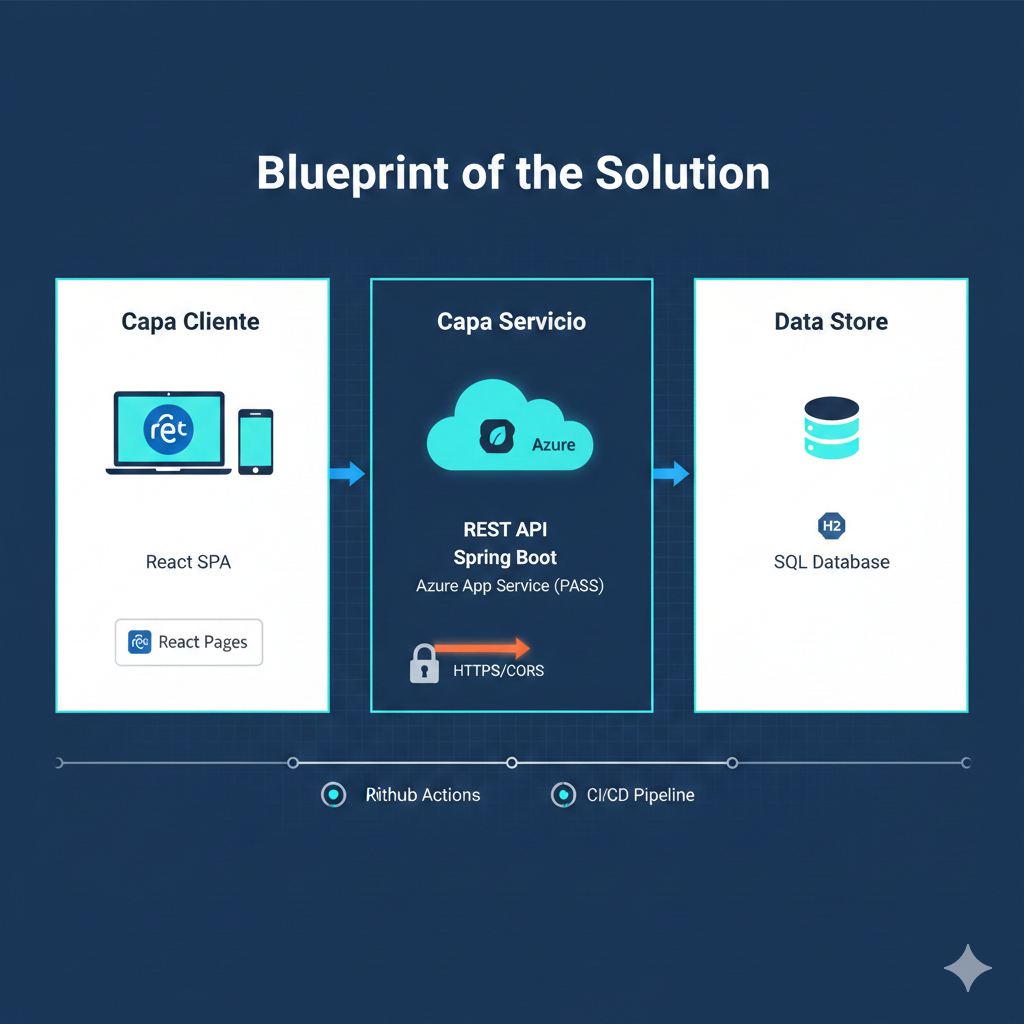 Blueprint of the Solution
Capa Cliente
React SPA
React Pages
Capa Servicio
Azure
REST API
Spring Boot
Azure App Service (PASS)
HTTPS/CORS
Data Store
H2
SQL Database
Rithub Actions
CI/CD Pipeline